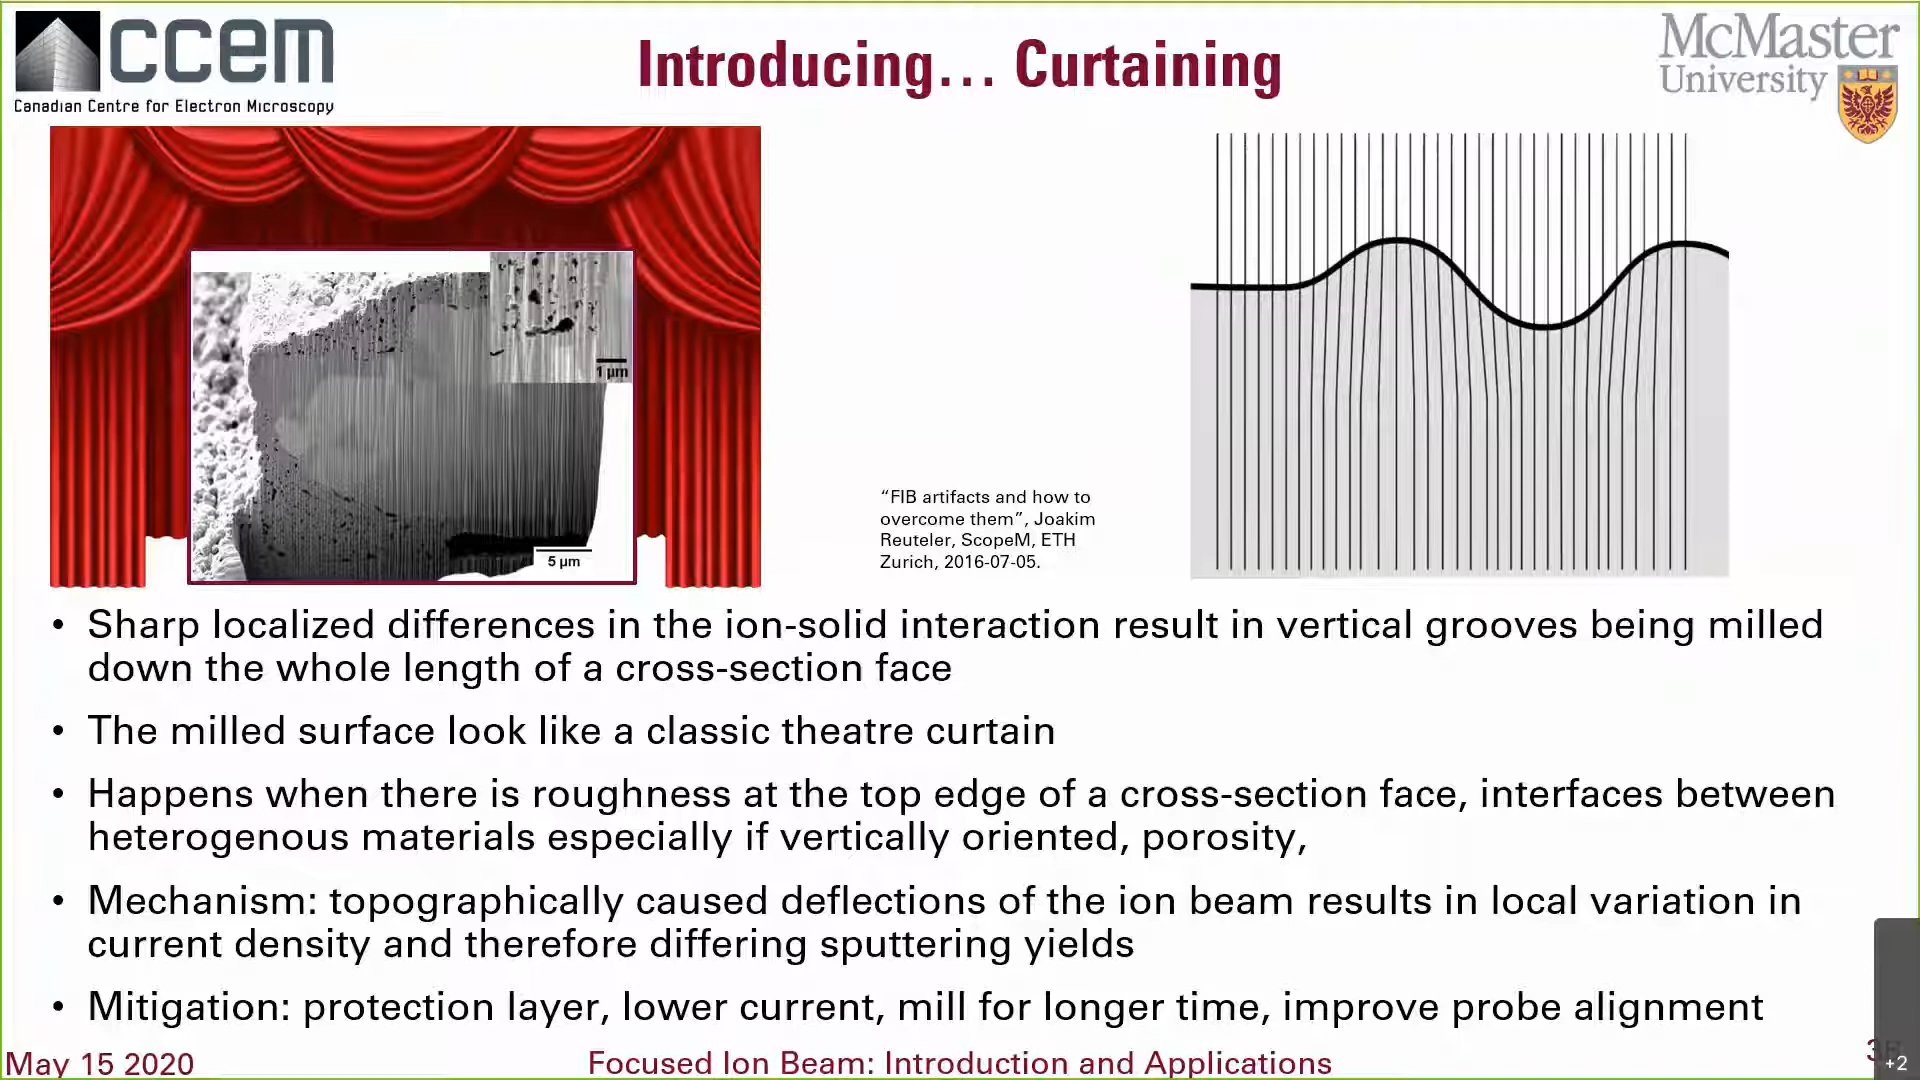 ccem
Canadian Centre for Electron Microscopy
Introducing... Curtaining
McMaster
University
1 µm
5 µm
“FIB artifacts and how to
overcome them”, Joakim
Reuteler, ScopeM, ETH
Zurich, 2016-07-05.
• Sharp localized differences in the ion-solid interaction result in vertical grooves being milled
down the whole length of a cross-section face
• The milled surface look like a classic theatre curtain
• Happens when there is roughness at the top edge of a cross-section face, interfaces between
heterogenous materials especially if vertically oriented, porosity,
• Mechanism: topographically caused deflections of the ion beam results in local variation in
current density and therefore differing sputtering yields
• Mitigation: protection layer, lower current, mill for longer time, improve probe alignment
May 15 2020
Focused Ion Beam: Introduction and Applications
+2